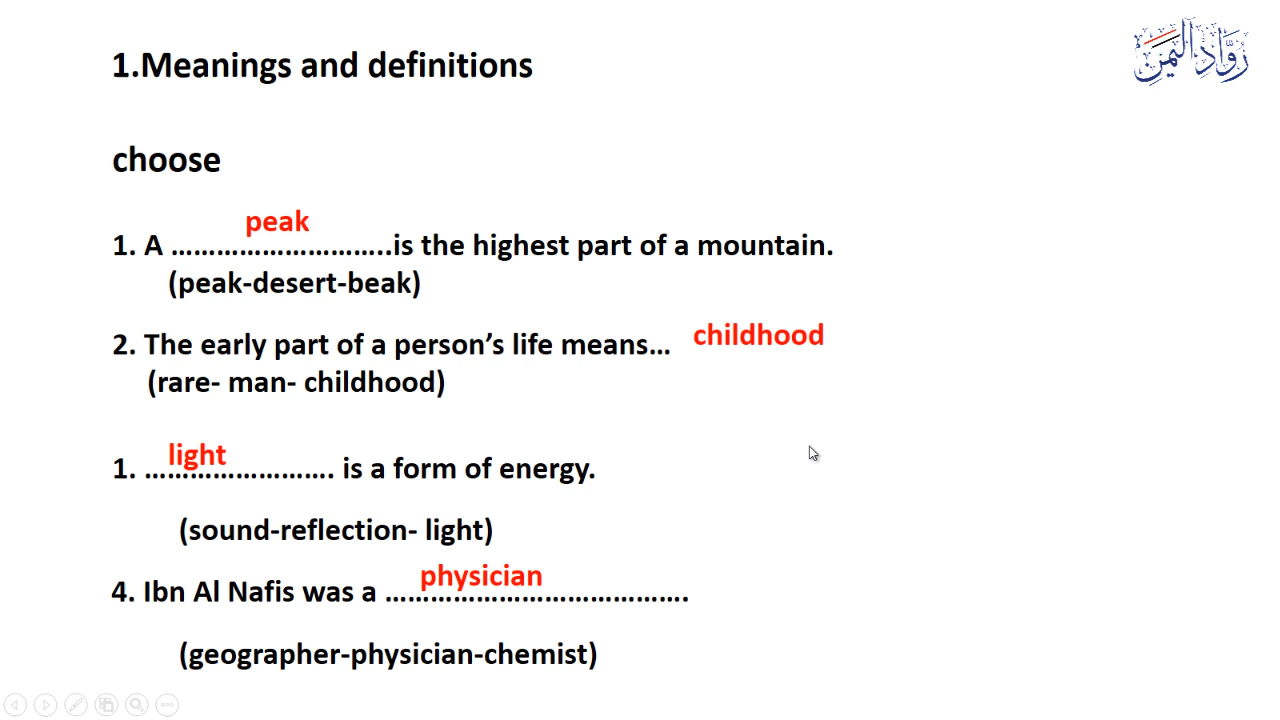 رُوَّادُ اليَمَن
1.Meanings and definitions
choose
peak
1. A ………………………..is the highest part of a mountain.
(peak-desert-beak)
childhood
2. The early part of a person’s life means…
(rare- man- childhood)
light
1. ……………………. is a form of energy.
(sound-reflection- light)
physician
4. Ibn Al Nafis was a ………………………………….
(geographer-physician-chemist)